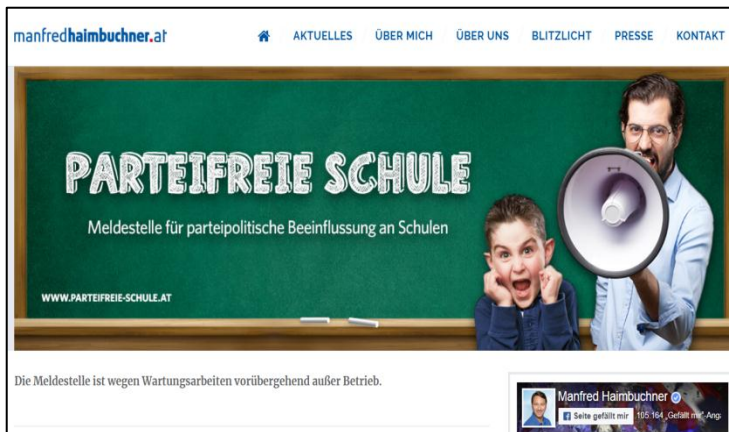 manfredhaimbuchner.at
AKTUELLES ÜBER MICH ÜBER UNS BLITZLICHT PRESSE KONTAKT
PARTEIFREIE SCHULE
Meldestelle für parteipolitische Beeinflussung an Schulen
WWW.PARTEIFREIE-SCHULE.AT
Die Meldestelle ist wegen Wartungsarbeiten vorübergehend außer Betrieb.
Manfred Haimbuchner
Seite gefällt mir 105.164 „Gefällt mir“-Ang